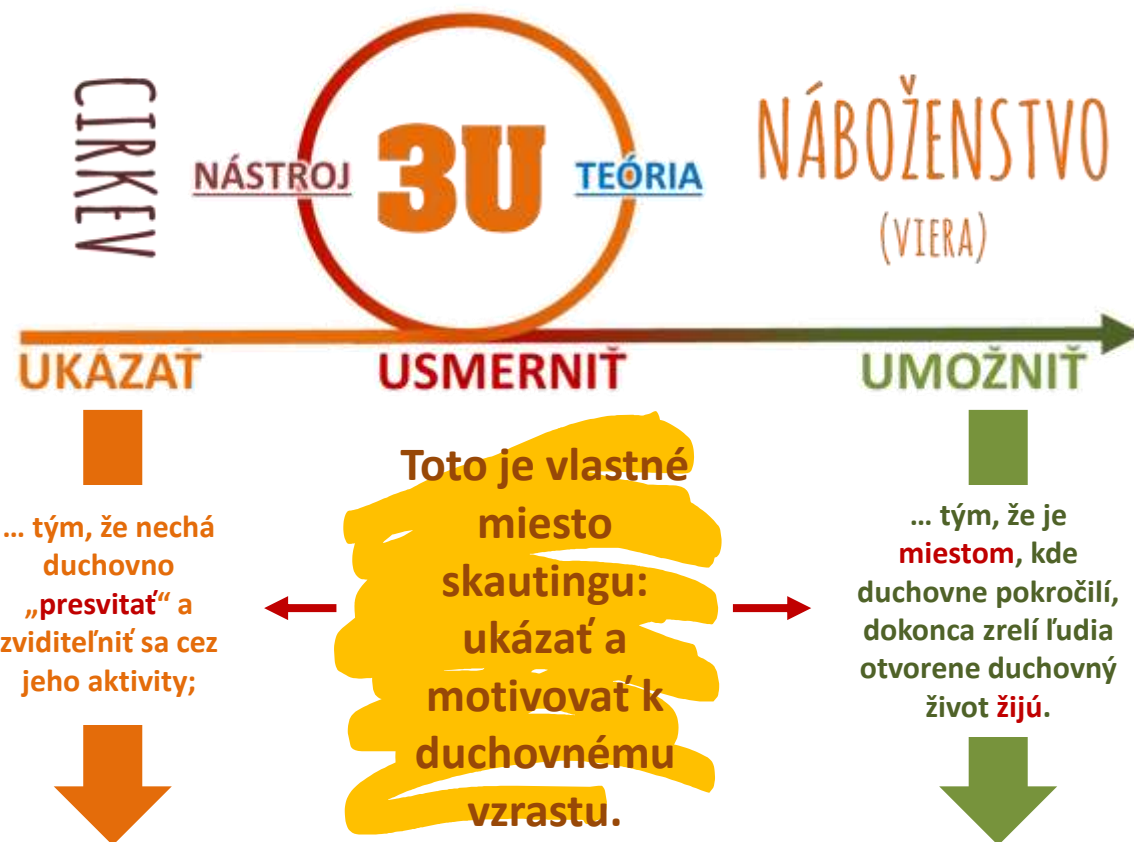 CIRKEV
NÁSTROJ
3U
TEÓRIA
NÁBOŽENSTVO
(VIERA)
UKÁZAŤ
USMERNIŤ
UMOŽNIŤ
... tým, že nechá
duchovno
„presvitať“ a
zviditeľniť sa cez
jeho aktivity;
Toto je vlastné
miesto
skautingu:
ukázať a
motivovať k
duchovnému
vzrastu.
... tým, že je
miestom, kde
duchovne pokročilí,
dokonca zrelí ľudia
otvorene duchovný
život žijú.